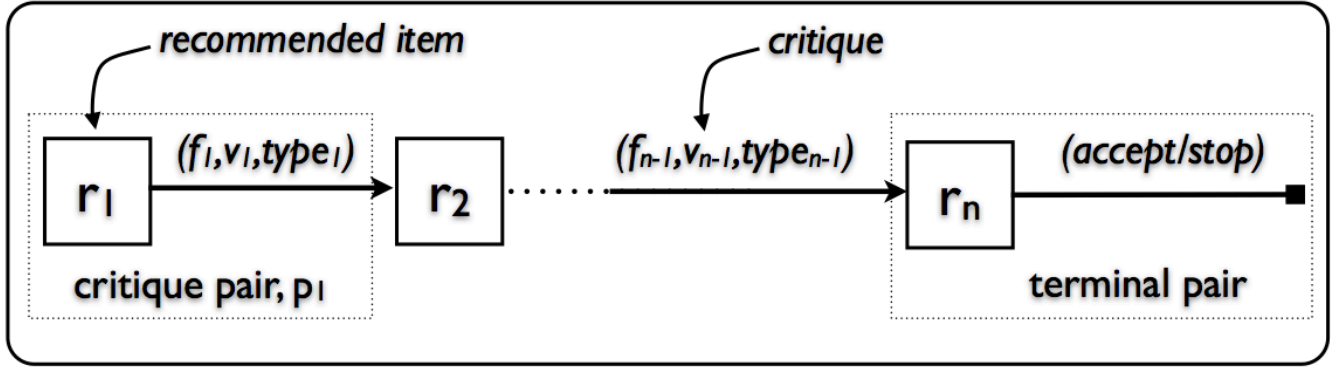 recommended item
critique
(f1,v1,type1)
(fn-1,vn-1,typen-1)
(accept/stop)
r1
r2
rn
critique pair, p1
terminal pair